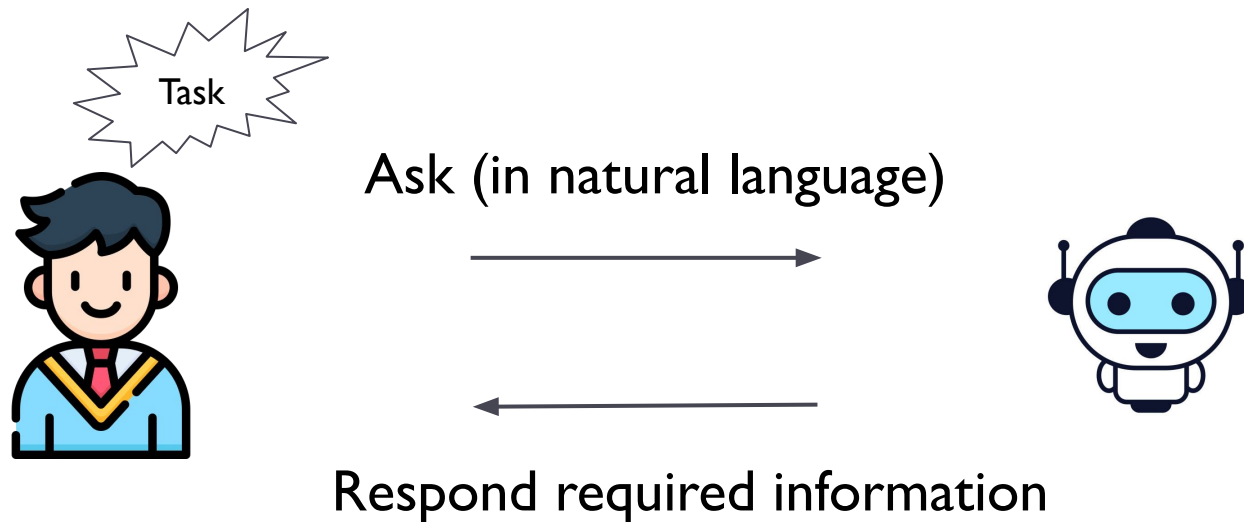 Task
Ask (in natural language)
Respond required information